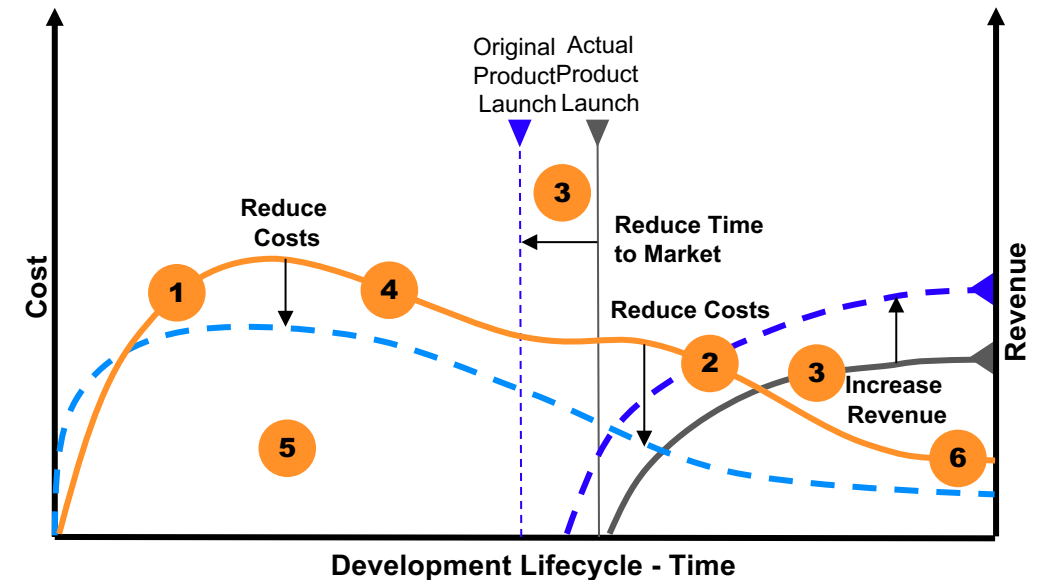 Original
Product
Launch
Actual
Product
Launch
3
Reduce
Costs
Reduce Time
to Market
1
4
Reduce Costs
2
3
Increase
Revenue
5
6
Cost
Revenue
Development Lifecycle - Time